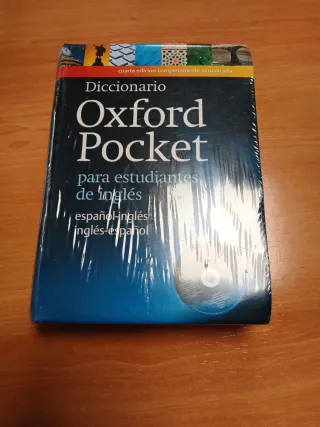 cuarta edición completamente actualizada
Diccionario
Oxford
Pocket
para estudiantes
de inglés
español-inglés
inglés-español